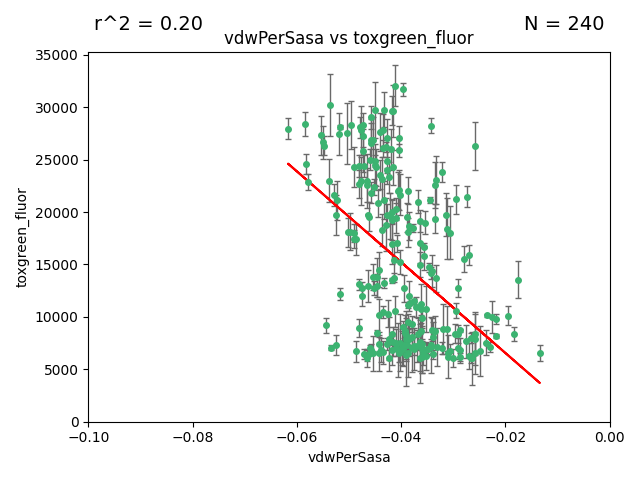 r^2 = 0.20
N = 240
vdwPerSasa vs toxgreen_fluor
35000
30000
25000
20000
15000
10000
5000
0
toxgreen_fluor
−0.10
−0.08
−0.06
−0.04
−0.02
0.00
vdwPerSasa